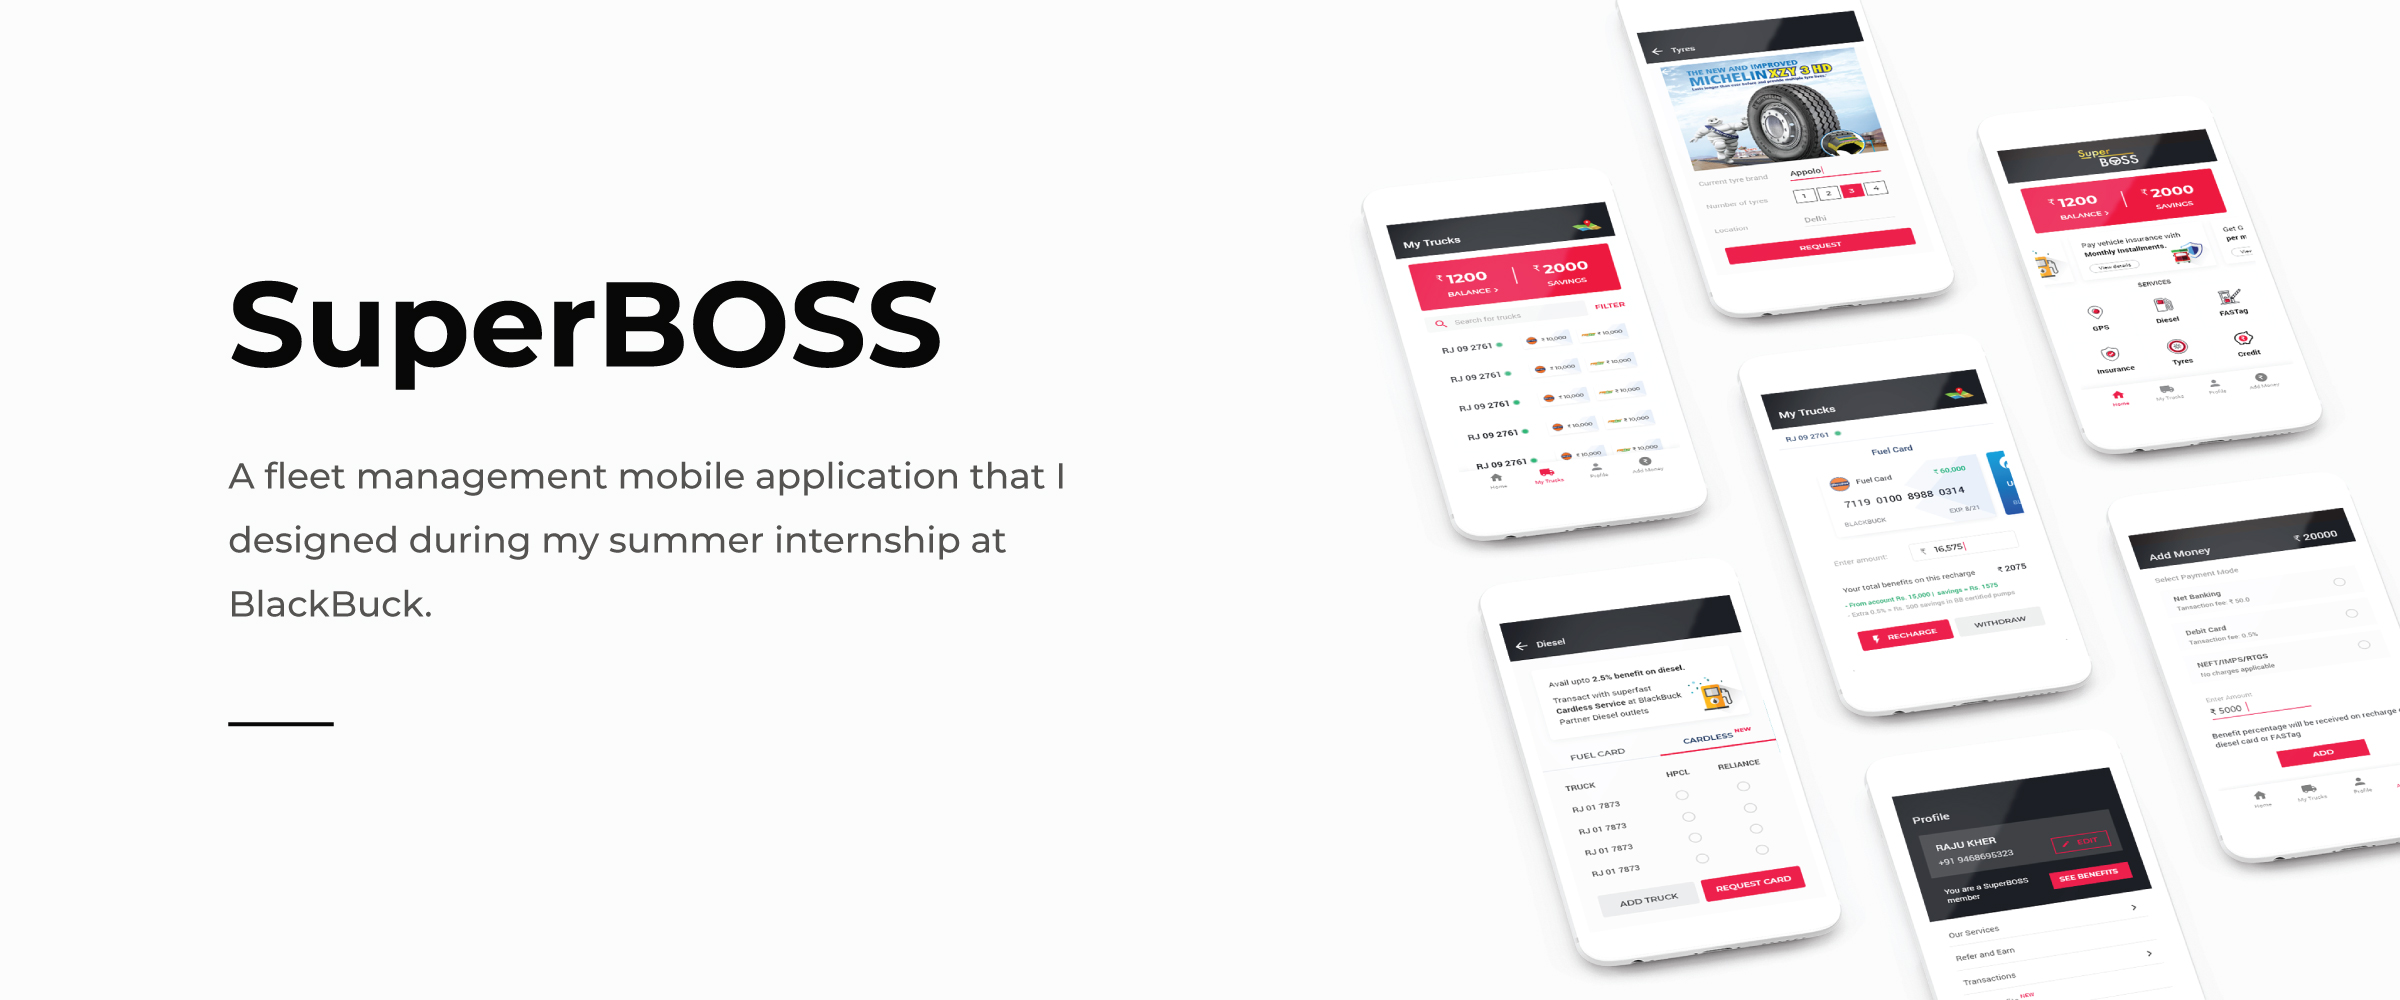 SuperBOSS
A fleet management mobile application that I
designed during my summer internship at
BlackBuck.
Tyres
THE NEW AND IMPROVED
MICHELIN XZY 3 HD
Current tyre brand
Appolo
Number of tyres
1 2 3 4
Location
Delhi
REQUEST
My Trucks
₹ 1200 ₹ 2000
BALANCE > SAVINGS
Search for trucks FILTER
RJ 09 2761 ₹ 10,000 ₹ 10,000
RJ 09 2761 ₹ 10,000 ₹ 10,000
RJ 09 2761 ₹ 10,000 ₹ 10,000
RJ 09 2761 ₹ 10,000 ₹ 10,000
RJ 09 2761 ₹ 10,000 ₹ 10,000
Home My Trucks Profile Add Money
Super
BOSS
₹ 1200 ₹ 2000
BALANCE > SAVINGS
Pay vehicle insurance with
Monthly Installments.
View details
Get G
per m
View
SERVICES
GPS Diesel FASTag
Insurance Tyres Credit
Home My Trucks Profile Add Money
My Trucks
RJ 09 2761
Fuel Card
Fuel Card ₹ 60,000
7119 0100 8988 0314
BLACKBUCK EXP 8/21
Enter amount: ₹ 16,575
Your total benefits on this recharge ₹ 2075
- From account Rs. 15,000 | savings = Rs. 1575
- Extra 0.5% = Rs. 500 savings in BB certified pumps
RECHARGE WITHDRAW
Diesel
Avail upto 2.5% benefit on diesel.
Transact with superfast
Cardless Service at BlackBuck
Partner Diesel outlets
FUEL CARD CARDLESS NEW
TRUCK HPCL RELIANCE
RJ 01 7873
RJ 01 7873
RJ 01 7873
RJ 01 7873
ADD TRUCK REQUEST CARD
Add Money ₹ 20000
Select Payment Mode
Net Banking
Tansaction fee: ₹ 50.0
Debit Card
Tansaction fee: 0.5%
NEFT/IMPS/RTGS
No charges applicable
Enter Amount
₹ 5000
Benefit percentage will be received on recharge
diesel card or FASTag
ADD
Home My Trucks Profile
Profile
RAJU KHER
+91 9468695323
EDIT
You are a SuperBOSS
member
SEE BENEFITS
Our Services
Refer and Earn
Transactions
NEW